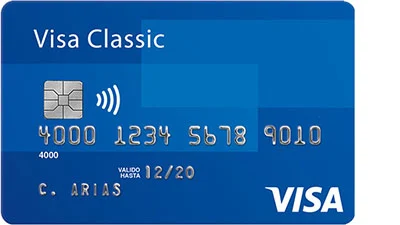 Visa Classic
4000 1234 5678 9010
4000
VALIDO HASTA 12/20
C. ARIAS
VISA